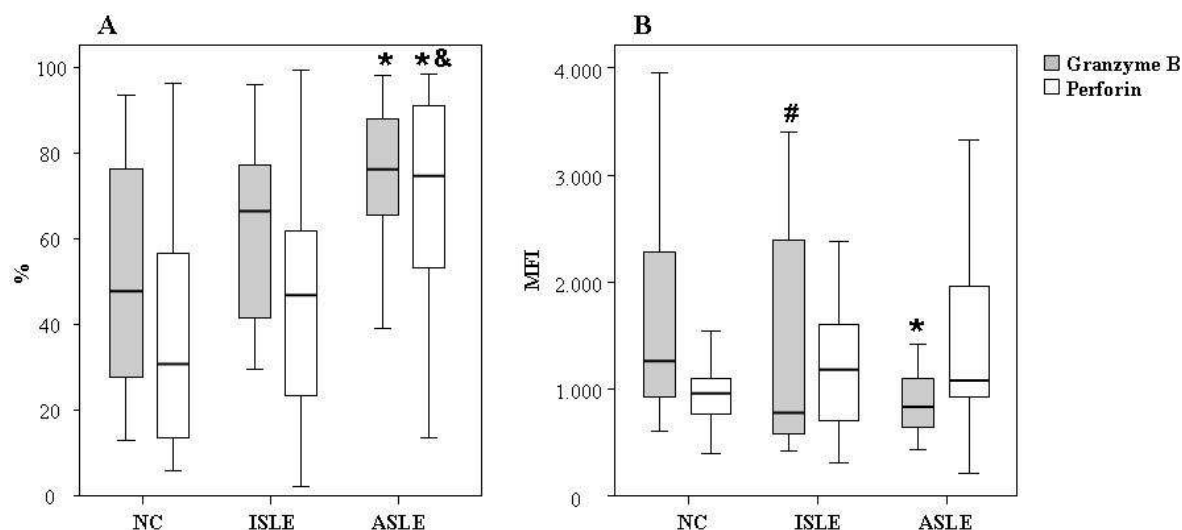 A
B
* *&
100
80
60
40
20
0
%
NC ISLE ASLE
#
*
4.000
3.000
2.000
1.000
0
MFI
NC ISLE ASLE
Granzyme B
Perforin